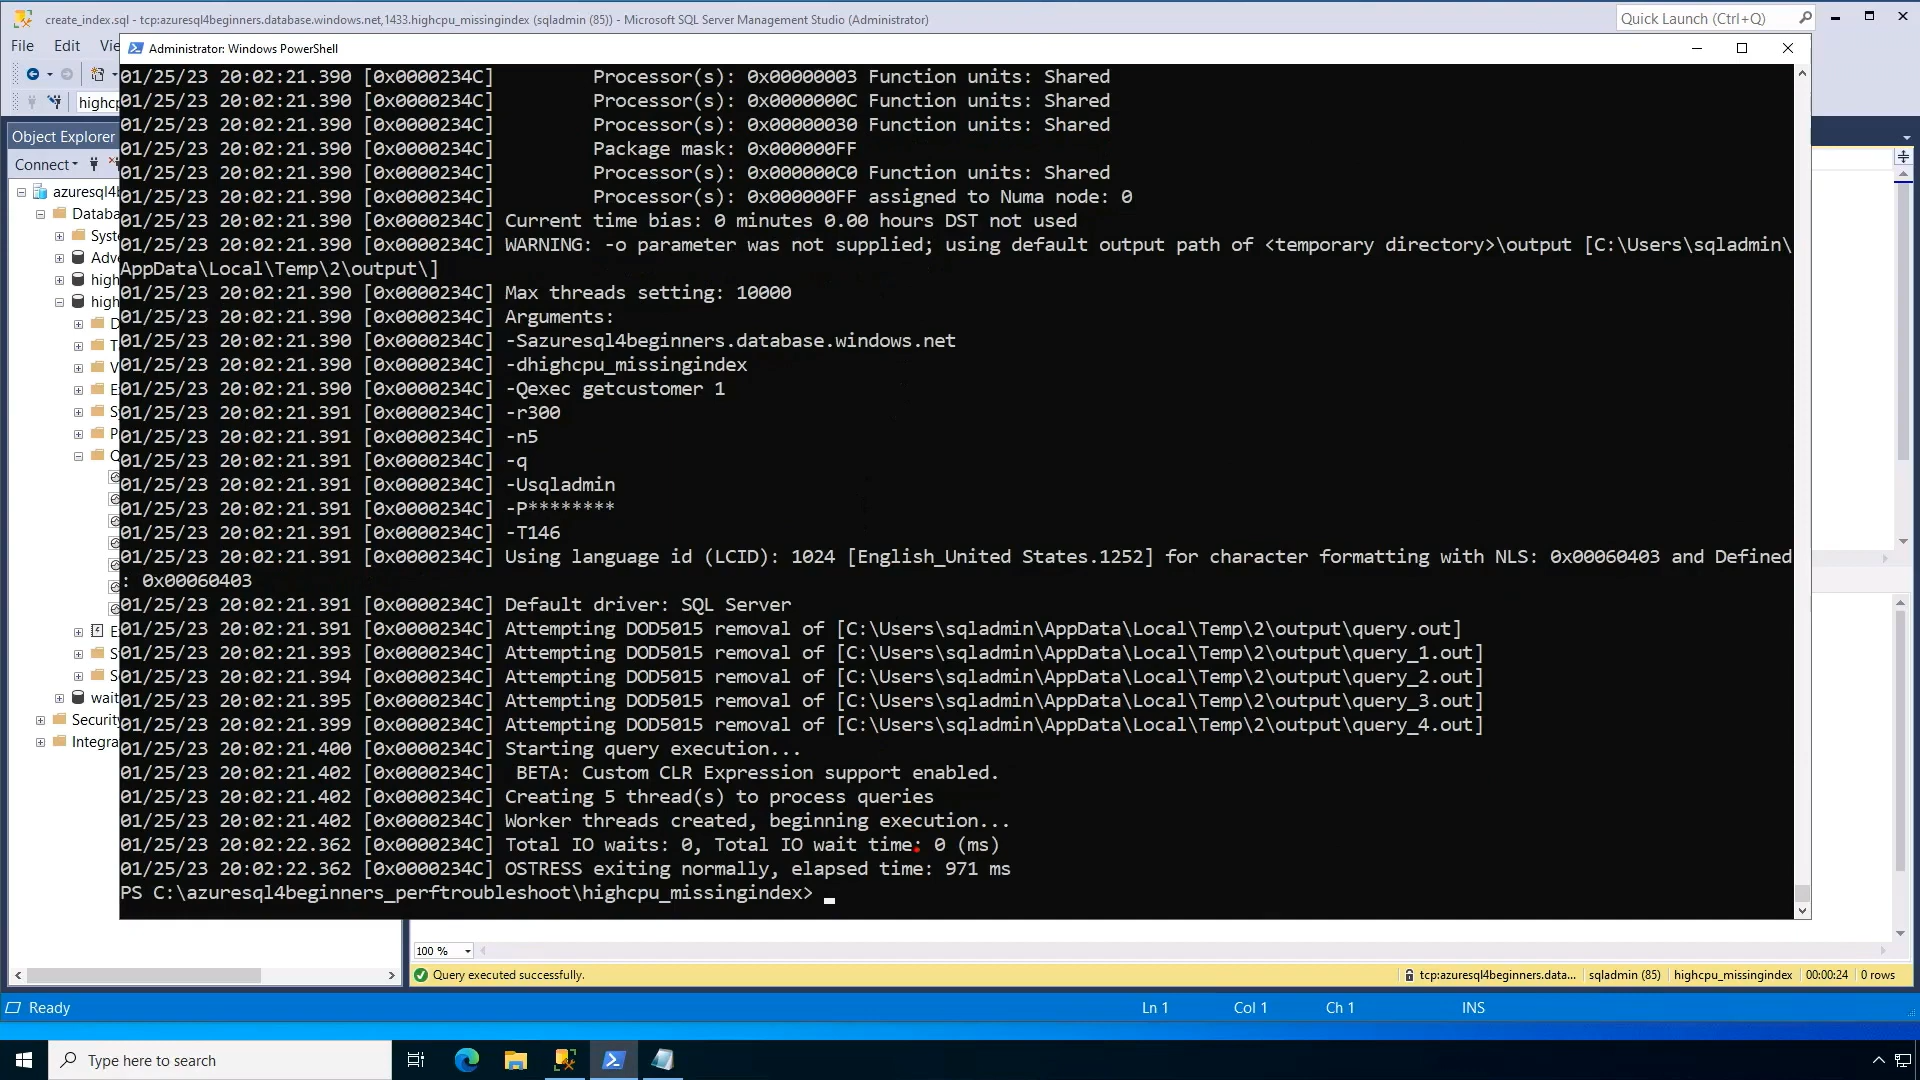 create_index.sql - tcp:azuresql4beginners.database.windows.net,1433.highcpu_missingindex (sqladmin (85)) - Microsoft SQL Server Management Studio (Administrator)
Quick Launch (Ctrl+Q)
File Edit Vie
Administrator: Windows PowerShell
highcp
Object Explorer
Connect
azuresql4b
Databa
Syst
Adve
high
high
D
T
V
E
S
P
Q
E
S
S
wait
Security
Integra
01/25/23 20:02:21.390 [0x0000234C] Processor(s): 0x00000003 Function units: Shared
01/25/23 20:02:21.390 [0x0000234C] Processor(s): 0x0000000C Function units: Shared
01/25/23 20:02:21.390 [0x0000234C] Processor(s): 0x00000030 Function units: Shared
01/25/23 20:02:21.390 [0x0000234C] Package mask: 0x000000FF
01/25/23 20:02:21.390 [0x0000234C] Processor(s): 0x000000C0 Function units: Shared
01/25/23 20:02:21.390 [0x0000234C] Processor(s): 0x000000FF assigned to Numa node: 0
01/25/23 20:02:21.390 [0x0000234C] Current time bias: 0 minutes 0.00 hours DST not used
01/25/23 20:02:21.390 [0x0000234C] WARNING: -o parameter was not supplied; using default output path of <temporary directory>\output [C:\Users\sqladmin\
AppData\Local\Temp\2\output\]
01/25/23 20:02:21.390 [0x0000234C] Max threads setting: 10000
01/25/23 20:02:21.390 [0x0000234C] Arguments:
01/25/23 20:02:21.390 [0x0000234C] -Sazuresql4beginners.database.windows.net
01/25/23 20:02:21.390 [0x0000234C] -dhighcpu_missingindex
01/25/23 20:02:21.390 [0x0000234C] -Qexec getcustomer 1
01/25/23 20:02:21.391 [0x0000234C] -r300
01/25/23 20:02:21.391 [0x0000234C] -n5
01/25/23 20:02:21.391 [0x0000234C] -q
01/25/23 20:02:21.391 [0x0000234C] -Usqladmin
01/25/23 20:02:21.391 [0x0000234C] -P********
01/25/23 20:02:21.391 [0x0000234C] -T146
01/25/23 20:02:21.391 [0x0000234C] Using language id (LCID): 1024 [English_United States.1252] for character formatting with NLS: 0x00060403 and Defined
: 0x00060403
01/25/23 20:02:21.391 [0x0000234C] Default driver: SQL Server
01/25/23 20:02:21.391 [0x0000234C] Attempting DOD5015 removal of [C:\Users\sqladmin\AppData\Local\Temp\2\output\query.out]
01/25/23 20:02:21.393 [0x0000234C] Attempting DOD5015 removal of [C:\Users\sqladmin\AppData\Local\Temp\2\output\query_1.out]
01/25/23 20:02:21.394 [0x0000234C] Attempting DOD5015 removal of [C:\Users\sqladmin\AppData\Local\Temp\2\output\query_2.out]
01/25/23 20:02:21.395 [0x0000234C] Attempting DOD5015 removal of [C:\Users\sqladmin\AppData\Local\Temp\2\output\query_3.out]
01/25/23 20:02:21.399 [0x0000234C] Attempting DOD5015 removal of [C:\Users\sqladmin\AppData\Local\Temp\2\output\query_4.out]
01/25/23 20:02:21.400 [0x0000234C] Starting query execution...
01/25/23 20:02:21.402 [0x0000234C] BETA: Custom CLR Expression support enabled.
01/25/23 20:02:21.402 [0x0000234C] Creating 5 thread(s) to process queries
01/25/23 20:02:21.402 [0x0000234C] Worker threads created, beginning execution...
01/25/23 20:02:22.362 [0x0000234C] Total IO waits: 0, Total IO wait time: 0 (ms)
01/25/23 20:02:22.362 [0x0000234C] OSTRESS exiting normally, elapsed time: 971 ms
PS C:\azuresql4beginners_perftroubleshoot\highcpu_missingindex>
100 %
Query executed successfully.
tcp:azuresql4beginners.data... sqladmin (85) highcpu_missingindex 00:00:24 0 rows
Ready
Ln 1 Col 1 Ch 1 INS
Type here to search